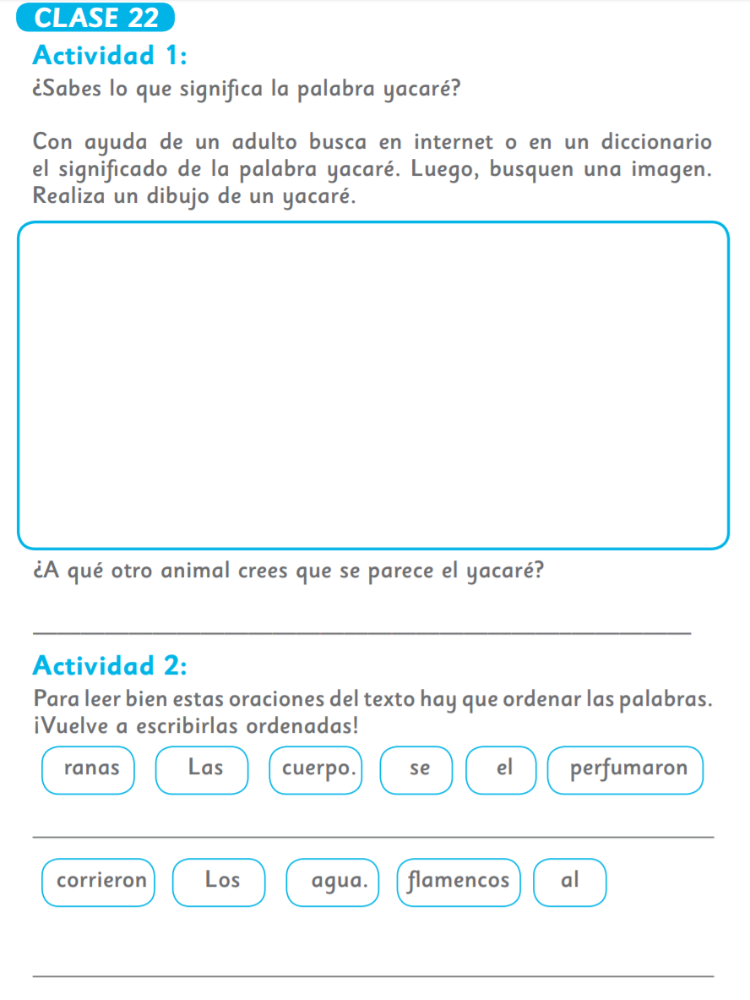 CLASE 22
Actividad 1:
¿Sabes lo que significa la palabra yacaré?
Con ayuda de un adulto busca en internet o en un diccionario
el significado de la palabra yacaré. Luego, busquen una imagen.
Realiza un dibujo de un yacaré.
¿A qué otro animal crees que se parece el yacaré?
Actividad 2:
Para leer bien estas oraciones del texto hay que ordenar las palabras.
¡Vuelve a escribirlas ordenadas!
ranas Las cuerpo. se el perfumaron
corrieron Los agua. flamencos al